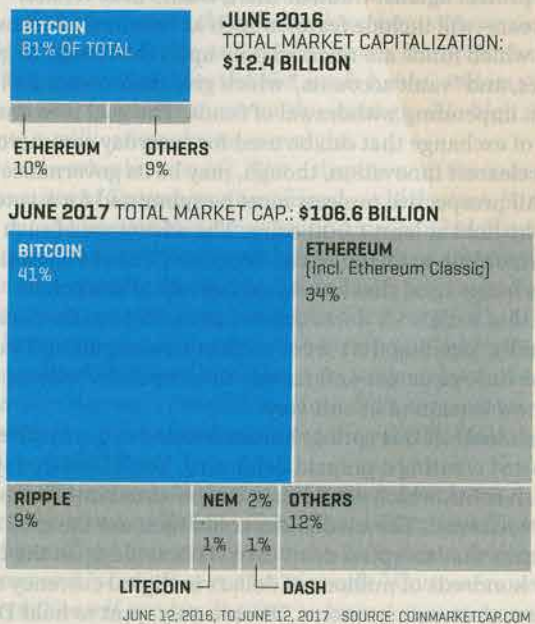 BITCOIN
81% OF TOTAL
JUNE 2016
TOTAL MARKET CAPITALIZATION:
$12.4 BILLION
ETHEREUM
10%
OTHERS
9%
JUNE 2017 TOTAL MARKET CAP.: $106.6 BILLION
BITCOIN
41%
ETHEREUM
[Incl. Ethereum Classic]
34%
RIPPLE
9%
NEM 2%
1% 1%
OTHERS
12%
LITECOIN
DASH
JUNE 12, 2016, TO JUNE 12, 2017 SOURCE: COINMARKETCAP.COM